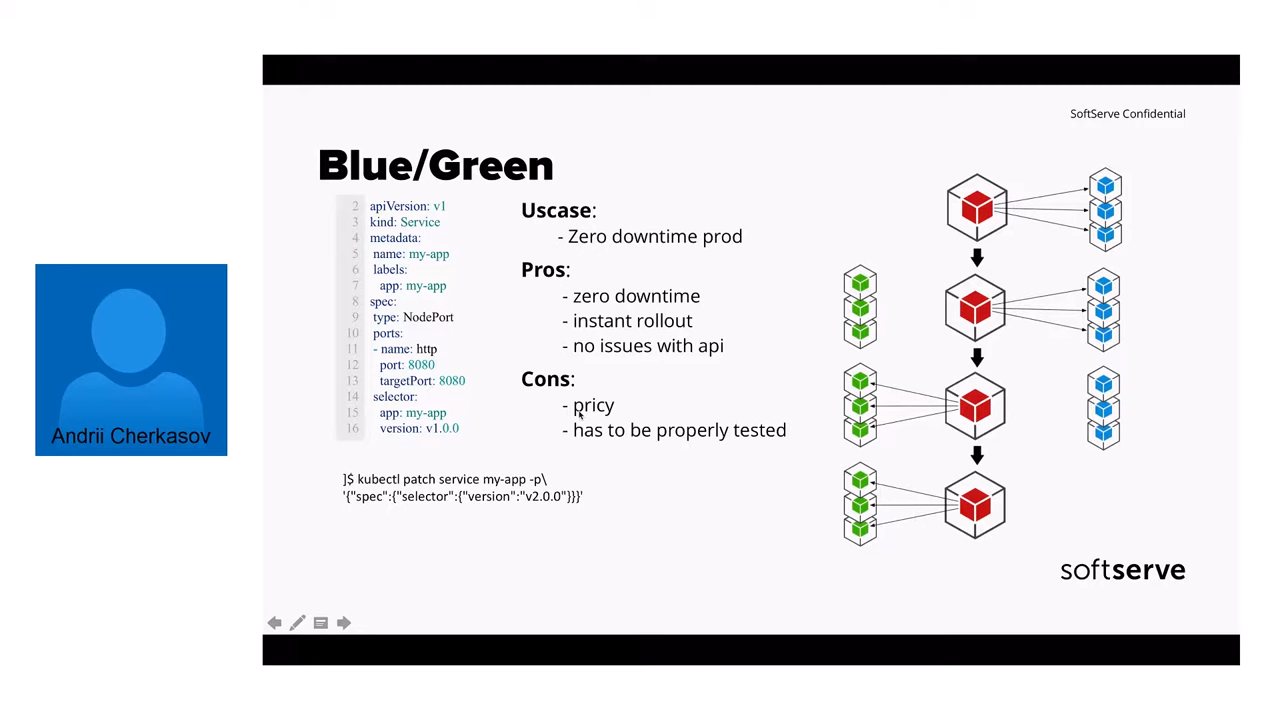 SoftServe Confidential
Blue/Green
2 apiVersion: v1
3 kind: Service
4 metadata:
5 name: my-app
6 labels:
7 app: my-app
8 spec:
9 type: NodePort
10 ports:
11 - name: http
12 port: 8080
13 targetPort: 8080
14 selector:
15 app: my-app
16 version: v1.0.0
]$ kubectl patch service my-app -p\
'{"spec":{"selector":{"version":"v2.0.0"}}}'
Uscase:
- Zero downtime prod
Pros:
- zero downtime
- instant rollout
- no issues with api
Cons:
- pricy
- has to be properly tested
softserve
Andrii Cherkasov